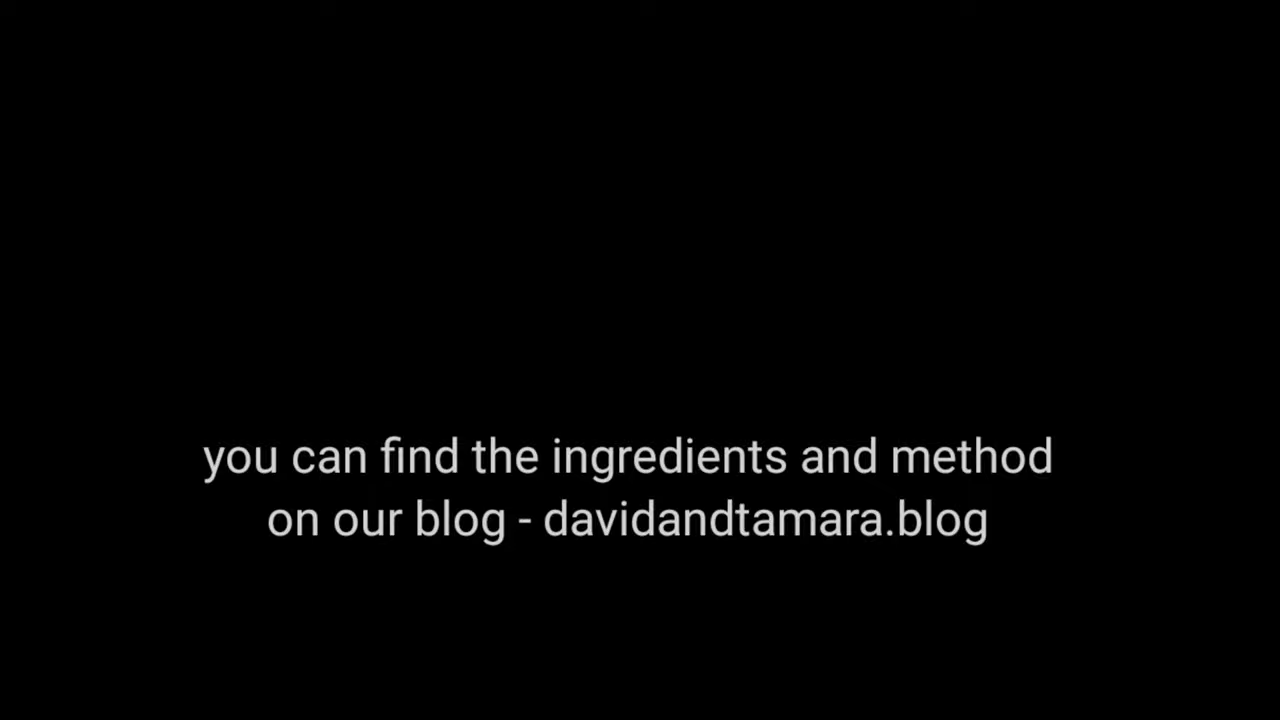 you can find the ingredients and method
on our blog - davidandtamara.blog